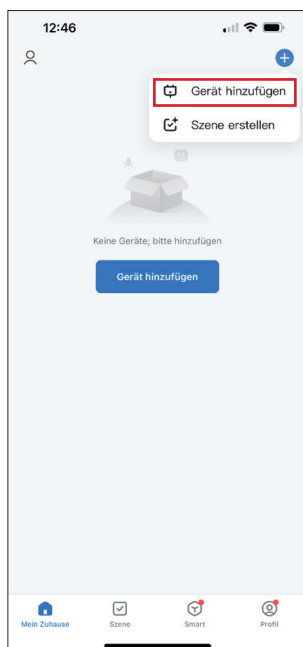 12:46
Gerät hinzufügen
Szene erstellen
Keine Geräte; bitte hinzufügen
Gerät hinzufügen
Mein Zuhause Szene Smart Profil